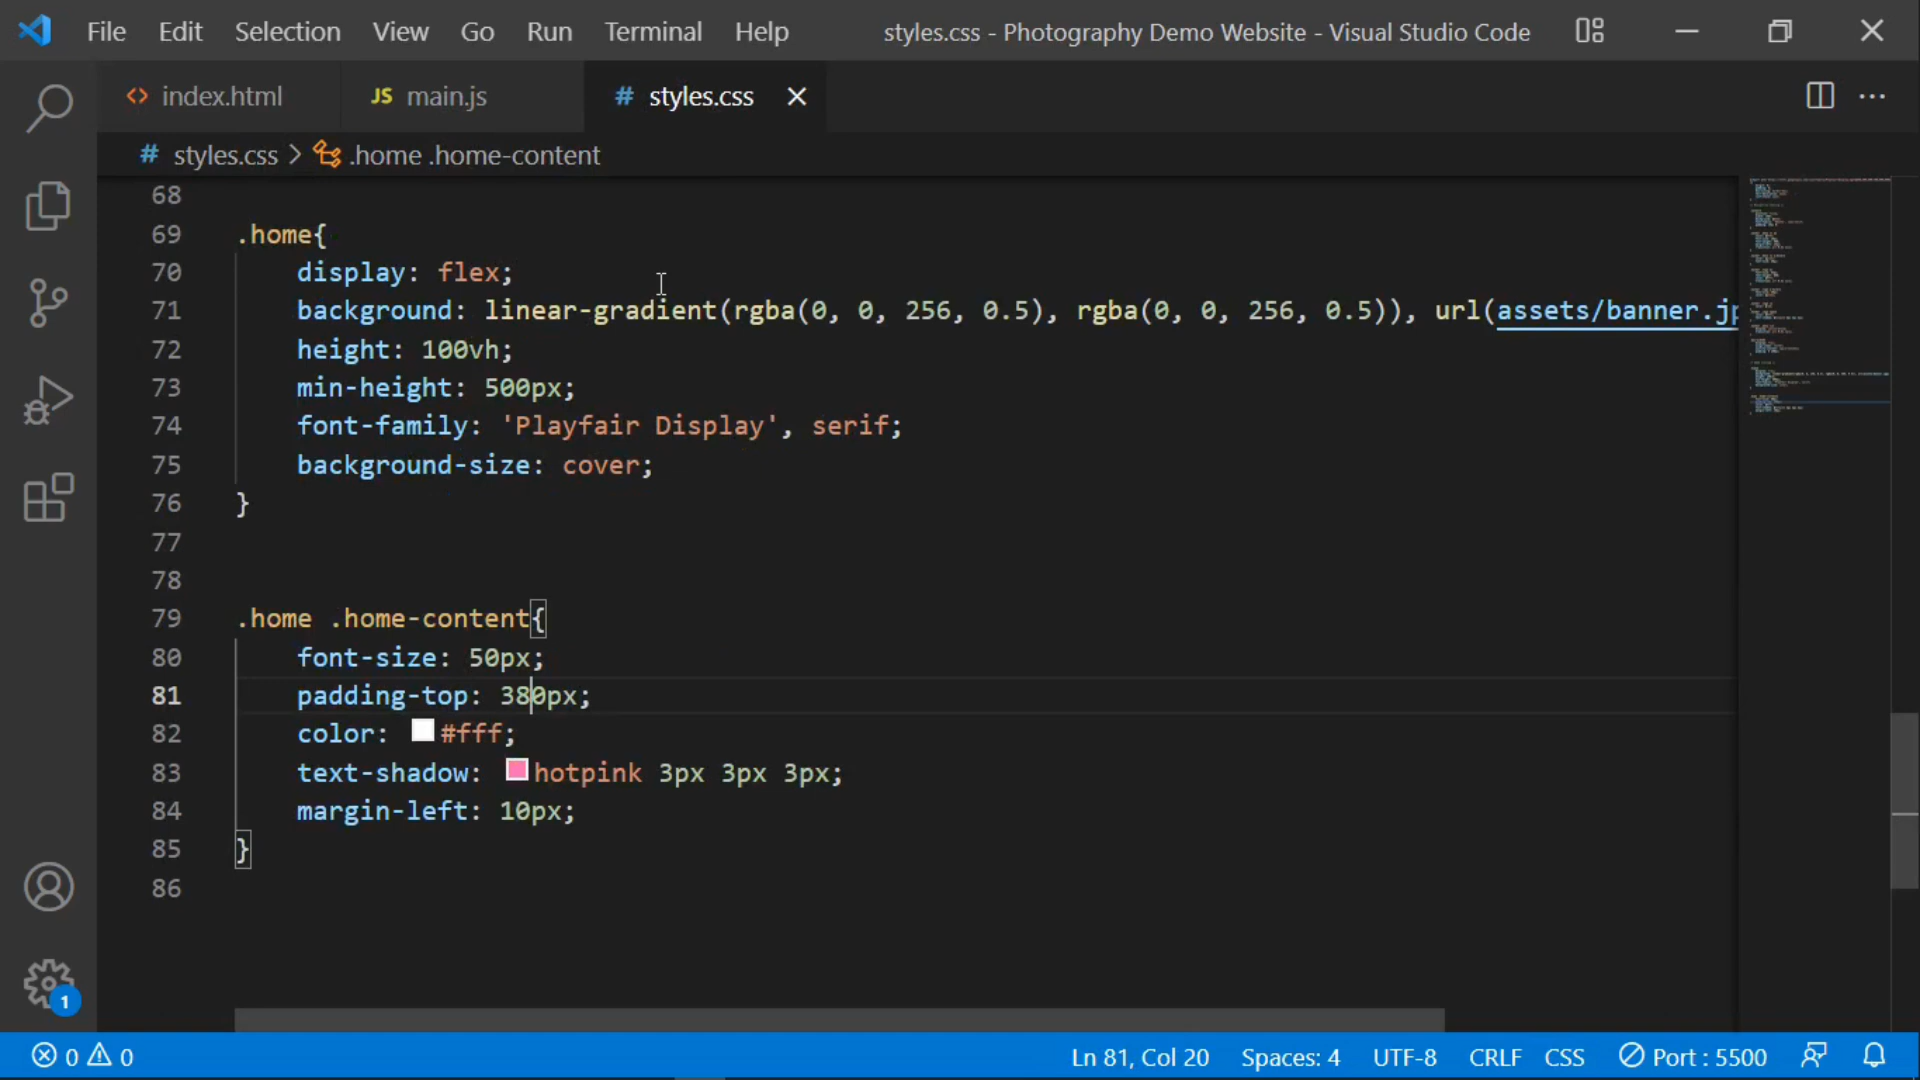 File Edit Selection View Go Run Terminal Help styles.css - Photography Demo Website - Visual Studio Code
<> index.html JS main.js # styles.css
# styles.css > .home .home-content
68
69 .home{
70 display: flex;
71 background: linear-gradient(rgba(0, 0, 256, 0.5), rgba(0, 0, 256, 0.5)), url(assets/banner.jp
72 height: 100vh;
73 min-height: 500px;
74 font-family: 'Playfair Display', serif;
75 background-size: cover;
76 }
77
78
79 .home .home-content{
80 font-size: 50px;
81 padding-top: 380px;
82 color: #fff;
83 text-shadow: hotpink 3px 3px 3px;
84 margin-left: 10px;
85 }
86
1
0 0 Ln 81, Col 20 Spaces: 4 UTF-8 CRLF CSS Port : 5500